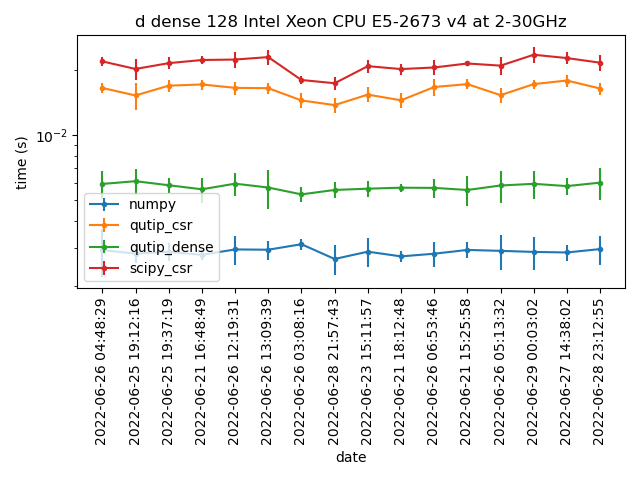 d dense 128 Intel Xeon CPU E5-2673 v4 at 2-30GHz
time (s)
10⁻²
numpy
qutip_csr
qutip_dense
scipy_csr
2022-06-26 04:48:29
2022-06-25 19:12:16
2022-06-25 19:37:19
2022-06-21 16:48:49
2022-06-26 12:19:31
2022-06-26 13:09:39
2022-06-26 03:08:16
2022-06-28 21:57:43
2022-06-23 15:11:57
2022-06-21 18:12:48
2022-06-26 06:53:46
2022-06-21 15:25:58
2022-06-26 05:13:32
2022-06-29 00:03:02
2022-06-27 14:38:02
2022-06-28 23:12:55
date